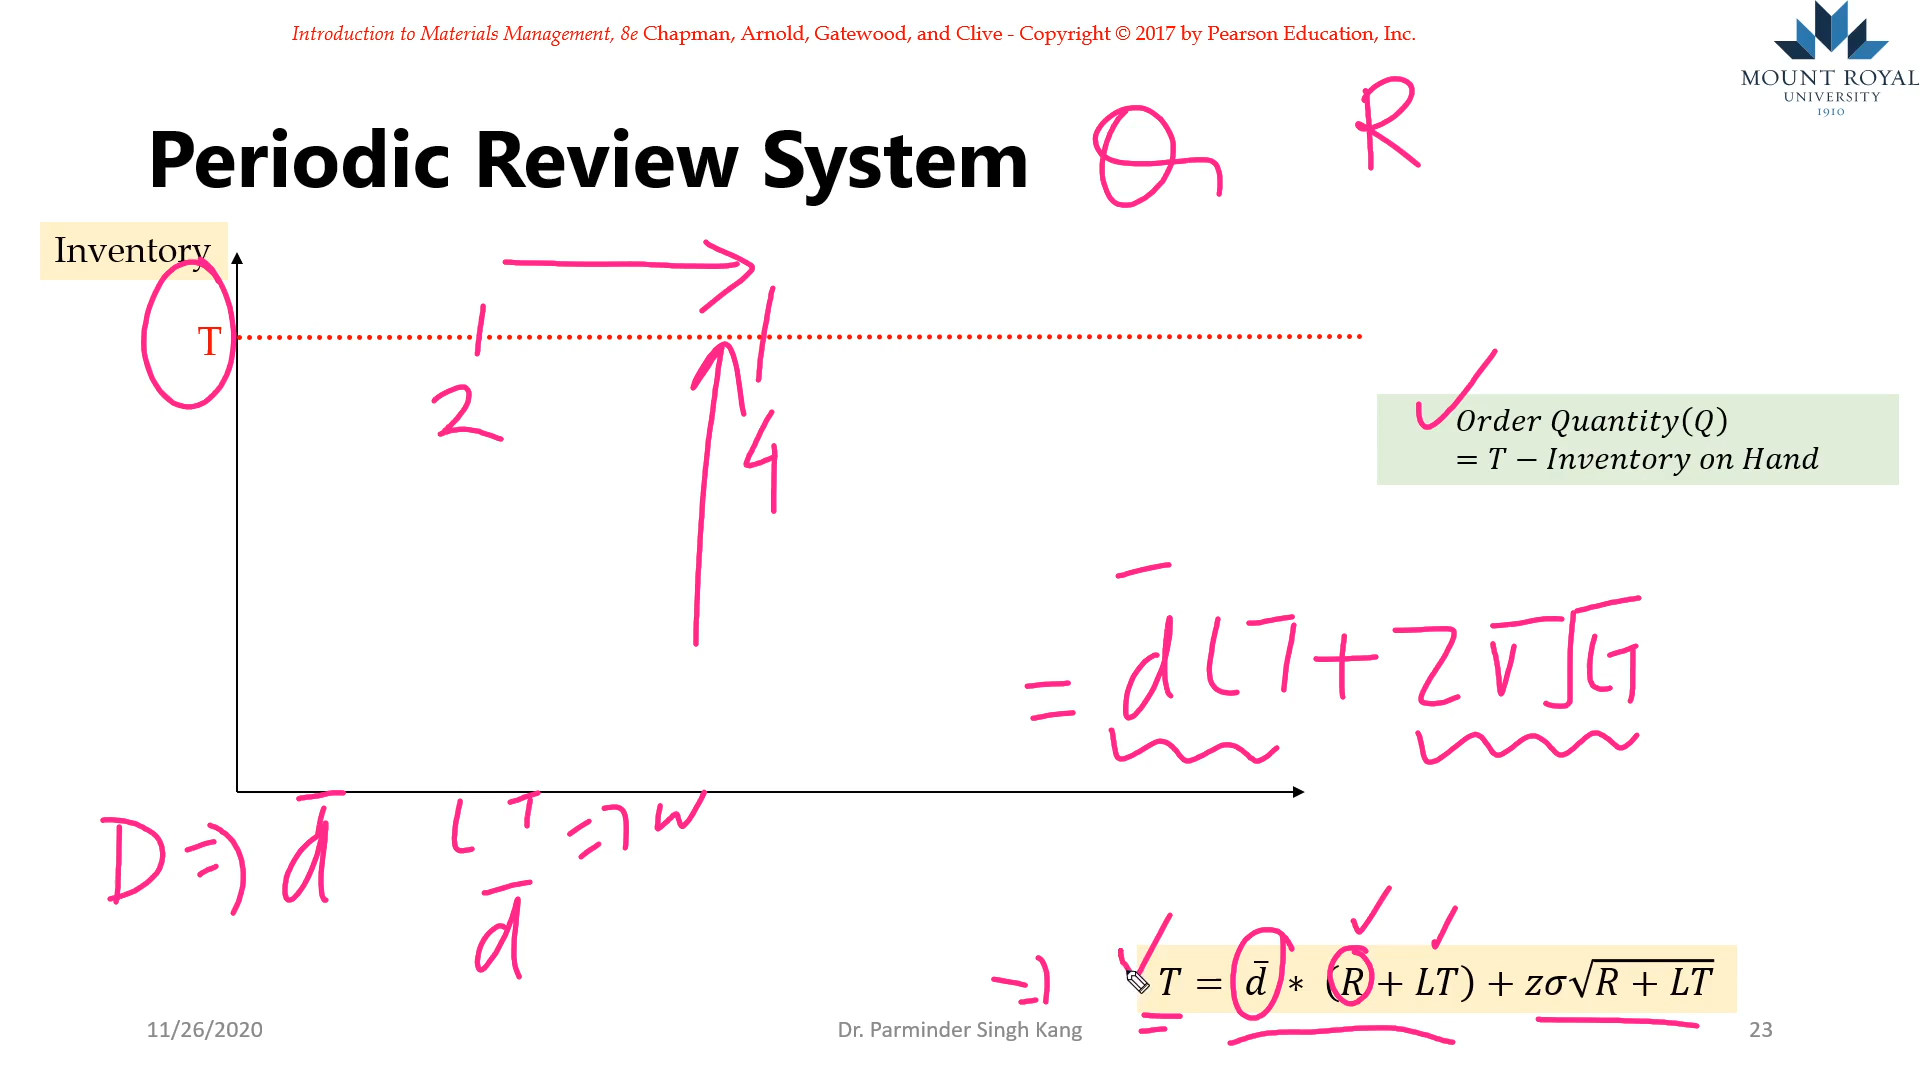 Introduction to Materials Management, 8e Chapman, Arnold, Gatewood, and Clive - Copyright © 2017 by Pearson Education, Inc.
MOUNT ROYAL
UNIVERSITY
1910
Periodic Review System
Q R
Inventory
T
2
4
Order Quantity(Q)
= T − Inventory on Hand
= d̄ LT + Z σ √LT
D ⇒ d̄ LT ⇒ W
d̄
⇒ T = d̄ ∗ (R + LT) + zσ√R + LT
11/26/2020 Dr. Parminder Singh Kang 23